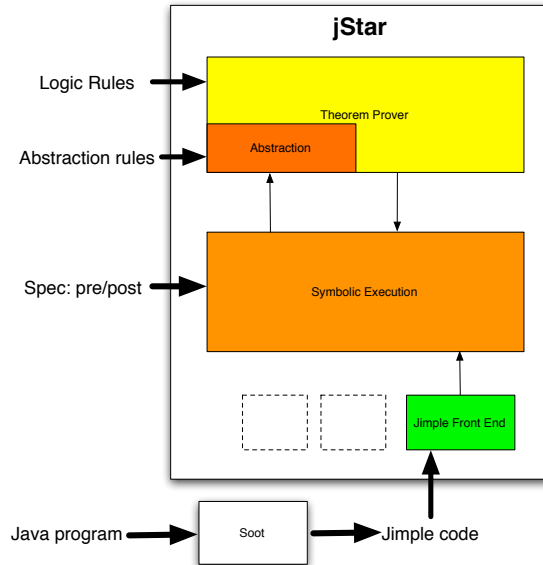 jStar
Logic Rules
Theorem Prover
Abstraction
Abstraction rules
Spec: pre/post
Symbolic Execution
Jimple Front End
Java program
Soot
Jimple code